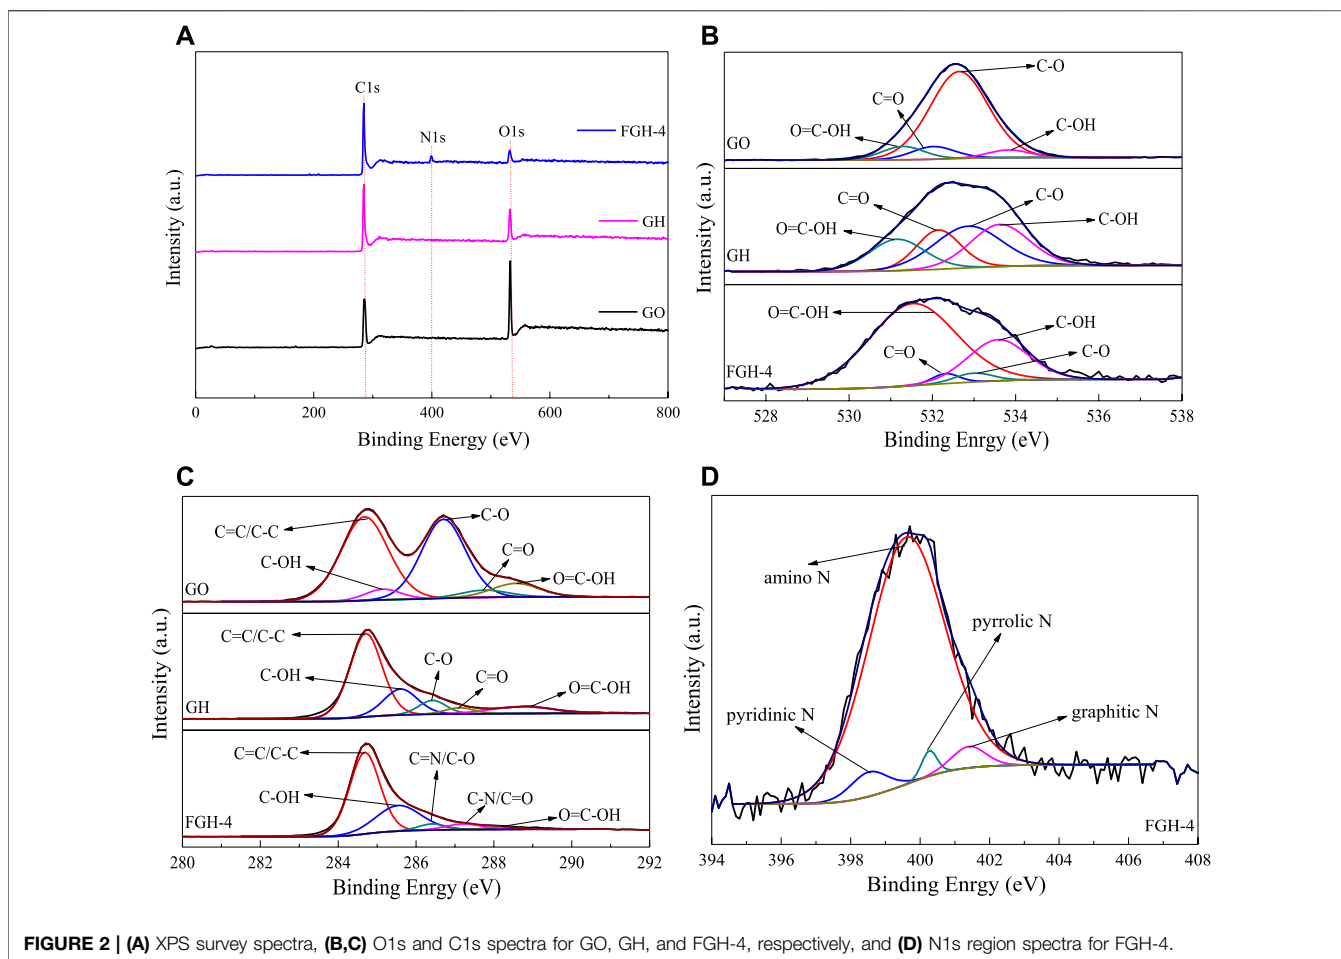 A
C1s
N1s
O1s
FGH-4
GH
GO
Intensity (a.u.)
0
200
400
600
800
Binding Energy (eV)
B
C-O
C=O
O=C-OH
C-OH
GO
C=O
C-O
O=C-OH
C-OH
GH
O=C-OH
C-OH
C=O
C-O
FGH-4
Intensity (a.u.)
528
530
532
534
536
538
Binding Enrgy (eV)
C
C=C/C-C
C-O
C-OH
C=O
O=C-OH
GO
C=C/C-C
C-OH
C-O
C=O
O=C-OH
GH
C=C/C-C
C=N/C-O
C-OH
C-N/C=O
O=C-OH
FGH-4
Intensity (a.u.)
280
282
284
286
288
290
292
Binding Enrgy (eV)
D
amino N
pyrrolic N
pyridinic N
graphitic N
FGH-4
Intensity (a.u.)
394
396
398
400
402
404
406
408
Binding Enrgy (eV)
FIGURE 2 | (A) XPS survey spectra, (B,C) O1s and C1s spectra for GO, GH, and FGH-4, respectively, and (D) N1s region spectra for FGH-4.